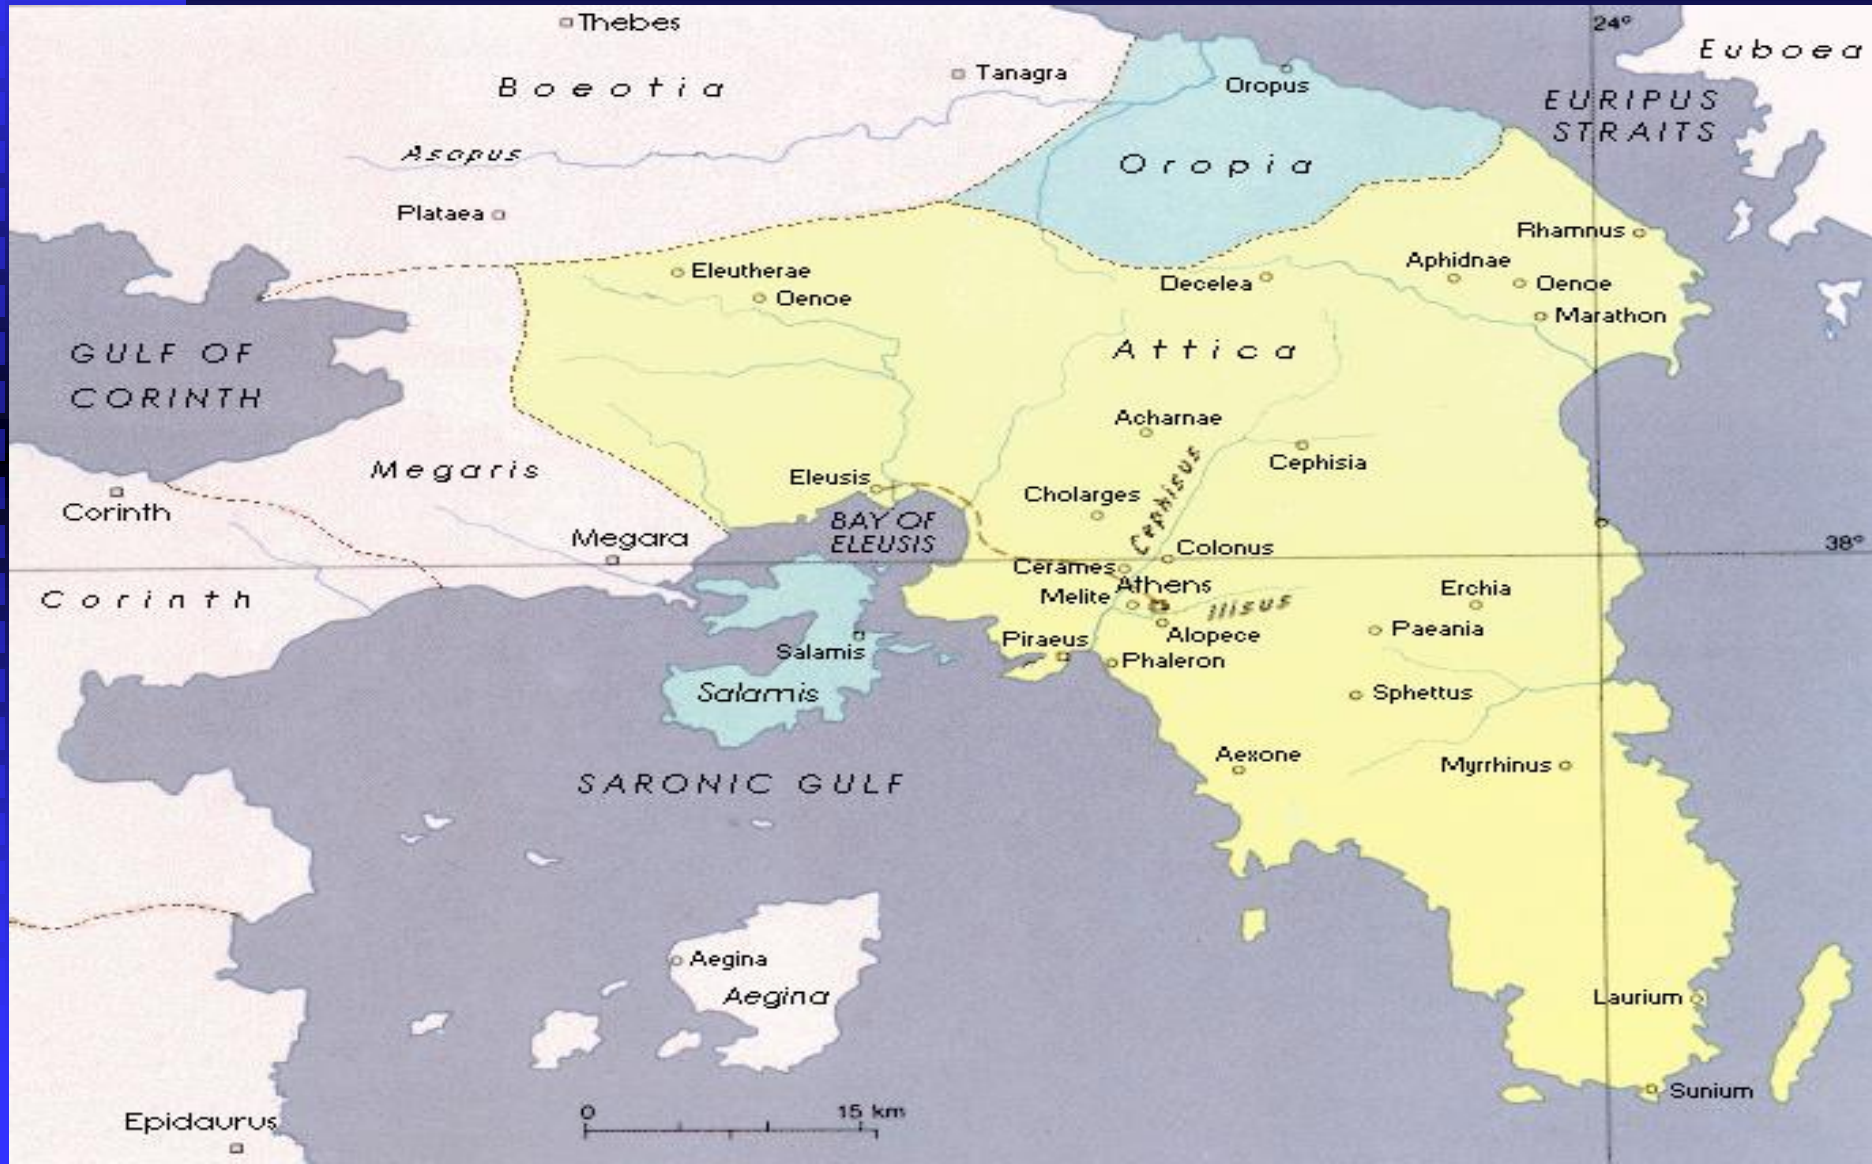 Thebes
24°
Euboea
Boeotia
Tanagra
Oropus
EURIPUS
STRAITS
Asopus
Oropia
Plataea
Rhamnus
Aphidnae
Eleutherae
Decelea
Oenoe
Oenoe
Marathon
GULF OF
CORINTH
Attica
Acharnae
Megaris
Cephisia
Eleusis
Cholarges
Cephisus
Corinth
BAY OF
ELEUSIS
Megara
Colonus
38°
Cerames
Athens
Erchia
Corinth
Melite
Ilisus
Piraeus
Alopece
Paeania
Salamis
Phaleron
Salamis
Sphettus
Aexone
Myrrhinus
SARONIC GULF
Aegina
Aegina
Laurium
Sunium
0 15 km
Epidaurus